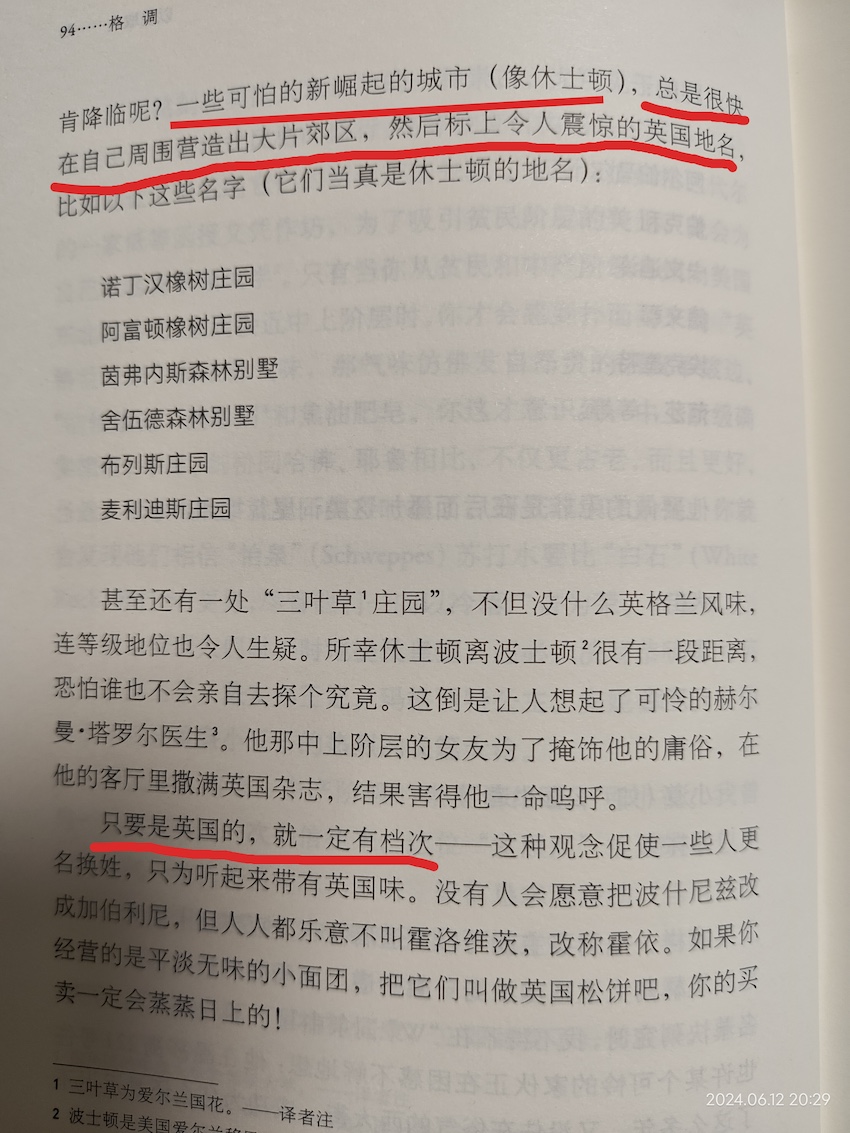 94……格 调
肯降临呢？一些可怕的新崛起的城市（像休士顿），总是很快
在自己周围营造出大片郊区，然后标上令人震惊的英国地名，
比如以下这些名字（它们当真是休士顿的地名）：
诺丁汉橡树庄园
阿富顿橡树庄园
茵弗内斯森林别墅
舍伍德森林别墅
布列斯庄园
麦利迪斯庄园
甚至还有一处“三叶草¹庄园”，不但没什么英格兰风味，
连等级地位也令人生疑。所幸休士顿离波士顿²很有一段距离，
恐怕谁也不会亲自去探个究竟。这倒是让人想起了可怜的赫尔
曼·塔罗尔医生³。他那中上阶层的女友为了掩饰他的庸俗，在
他的客厅里撒满英国杂志，结果害得他一命呜呼。
只要是英国的，就一定有档次——这种观念促使一些人更
名换姓，只为听起来带有英国味。没有人会愿意把波什尼兹改
成加伯利尼，但人人都乐意不叫霍洛维茨，改称霍依。如果你
经营的是平淡无味的小面团，把它们叫做英国松饼吧，你的买
卖一定会蒸蒸日上的！
1 三叶草为爱尔兰国花。——译者注
2 波士顿是美国爱尔兰移
2024.06.12 20:29